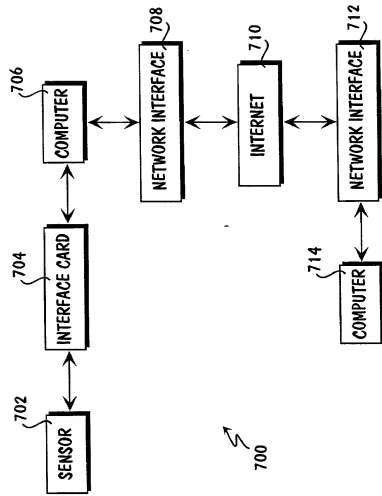 702
SENSOR
704
INTERFACE CARD
706
COMPUTER
708
NETWORK INTERFACE
710
INTERNET
712
NETWORK INTERFACE
714
COMPUTER
700